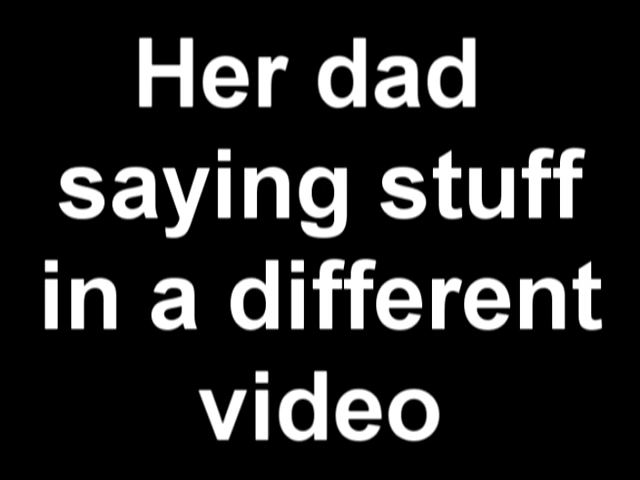 Her dad
saying stuff
in a different
video